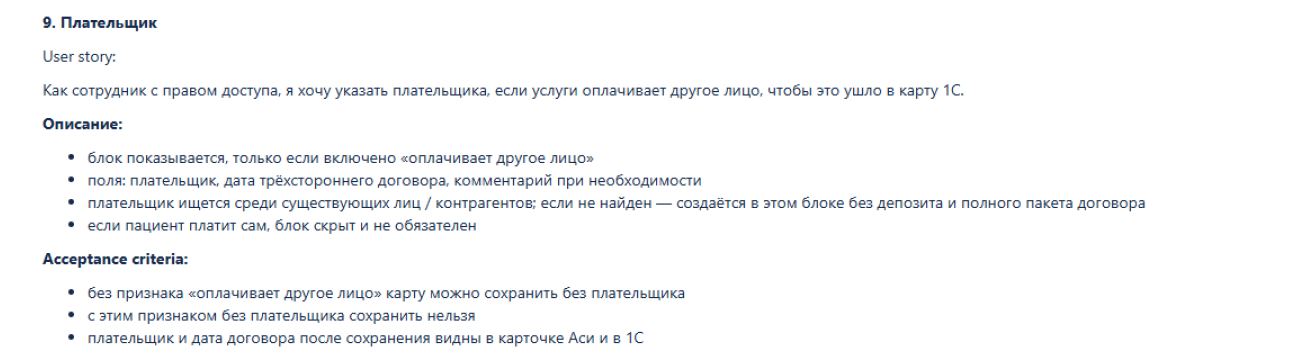 9. Плательщик
User story:
Как сотрудник с правом доступа, я хочу указать плательщика, если услуги оплачивает другое лицо, чтобы это ушло в карту 1С.
Описание:
• блок показывается, только если включено «оплачивает другое лицо»
• поля: плательщик, дата трёхстороннего договора, комментарий при необходимости
• плательщик ищется среди существующих лиц / контрагентов; если не найден — создаётся в этом блоке без депозита и полного пакета договора
• если пациент платит сам, блок скрыт и не обязателен
Acceptance criteria:
• без признака «оплачивает другое лицо» карту можно сохранить без плательщика
• с этим признаком без плательщика сохранить нельзя
• плательщик и дата договора после сохранения видны в карточке Аси и в 1С